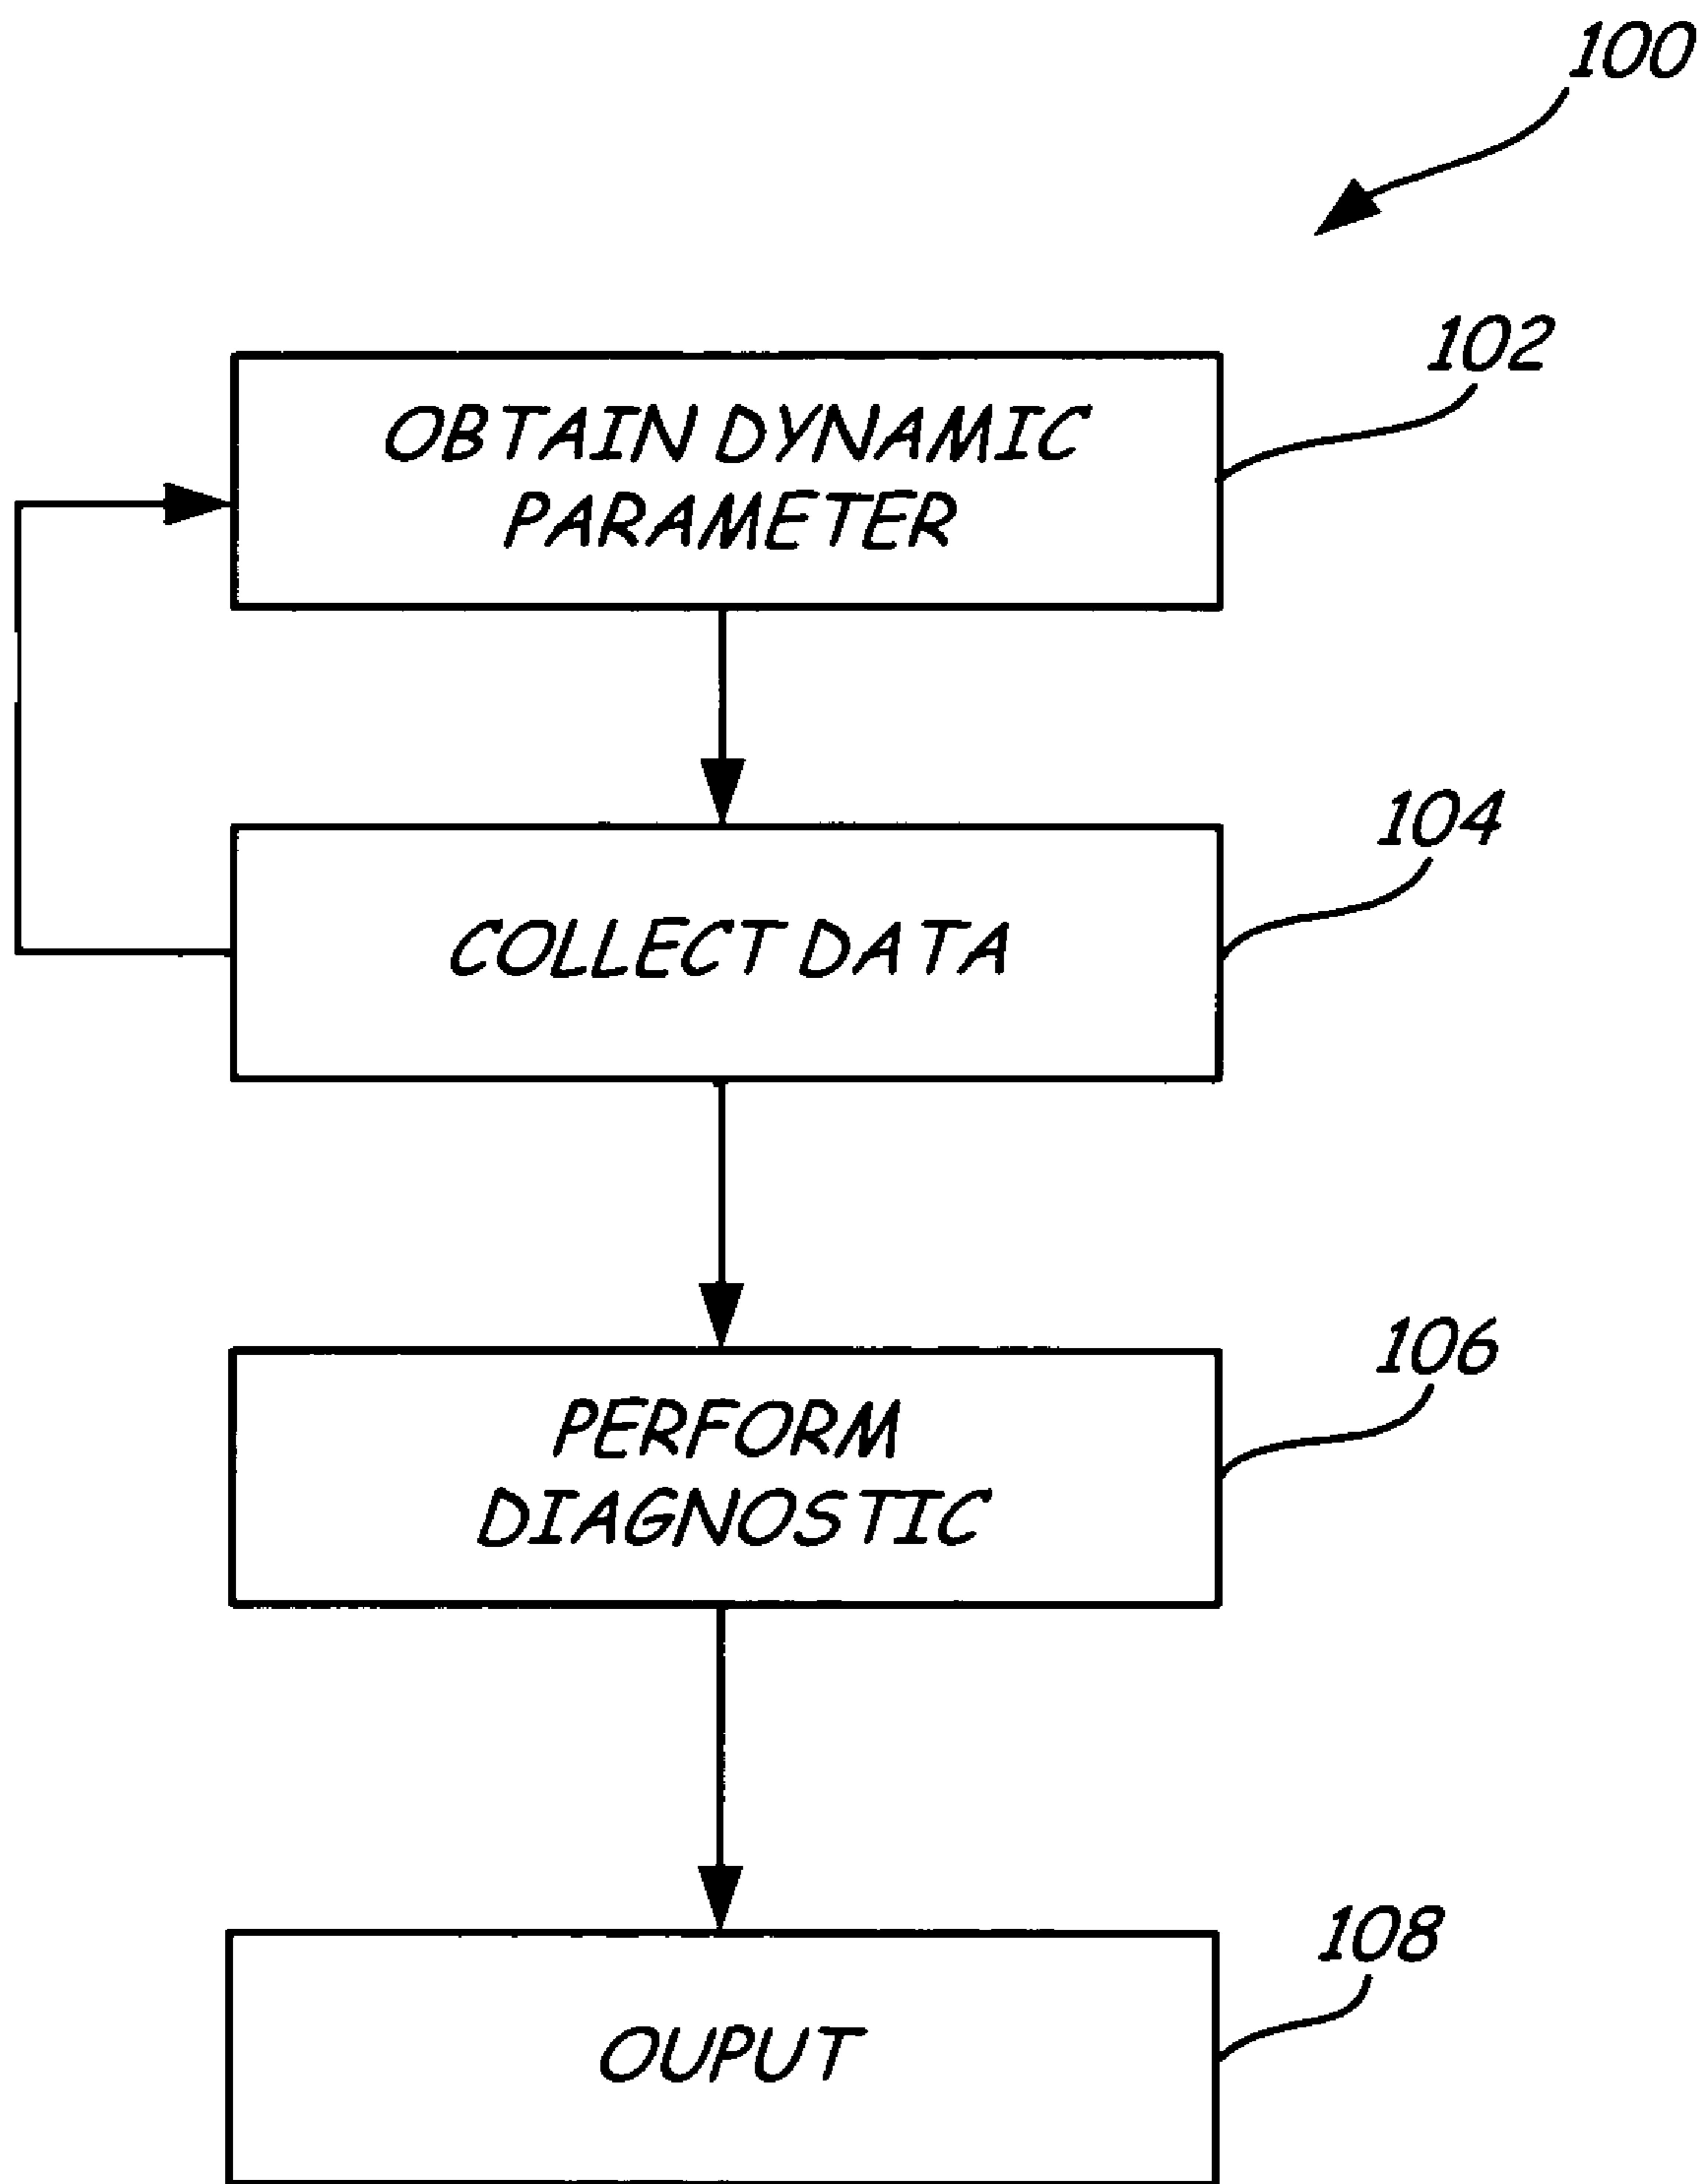 100
102
OBTAIN DYNAMIC
PARAMETER
104
COLLECT DATA
106
PERFORM
DIAGNOSTIC
108
OUPUT